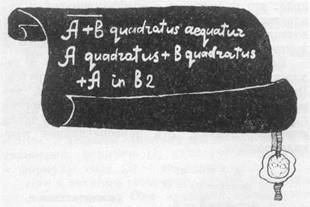 A + B quadratus aequatur
A quadratus + B quadratus
+ A in B 2